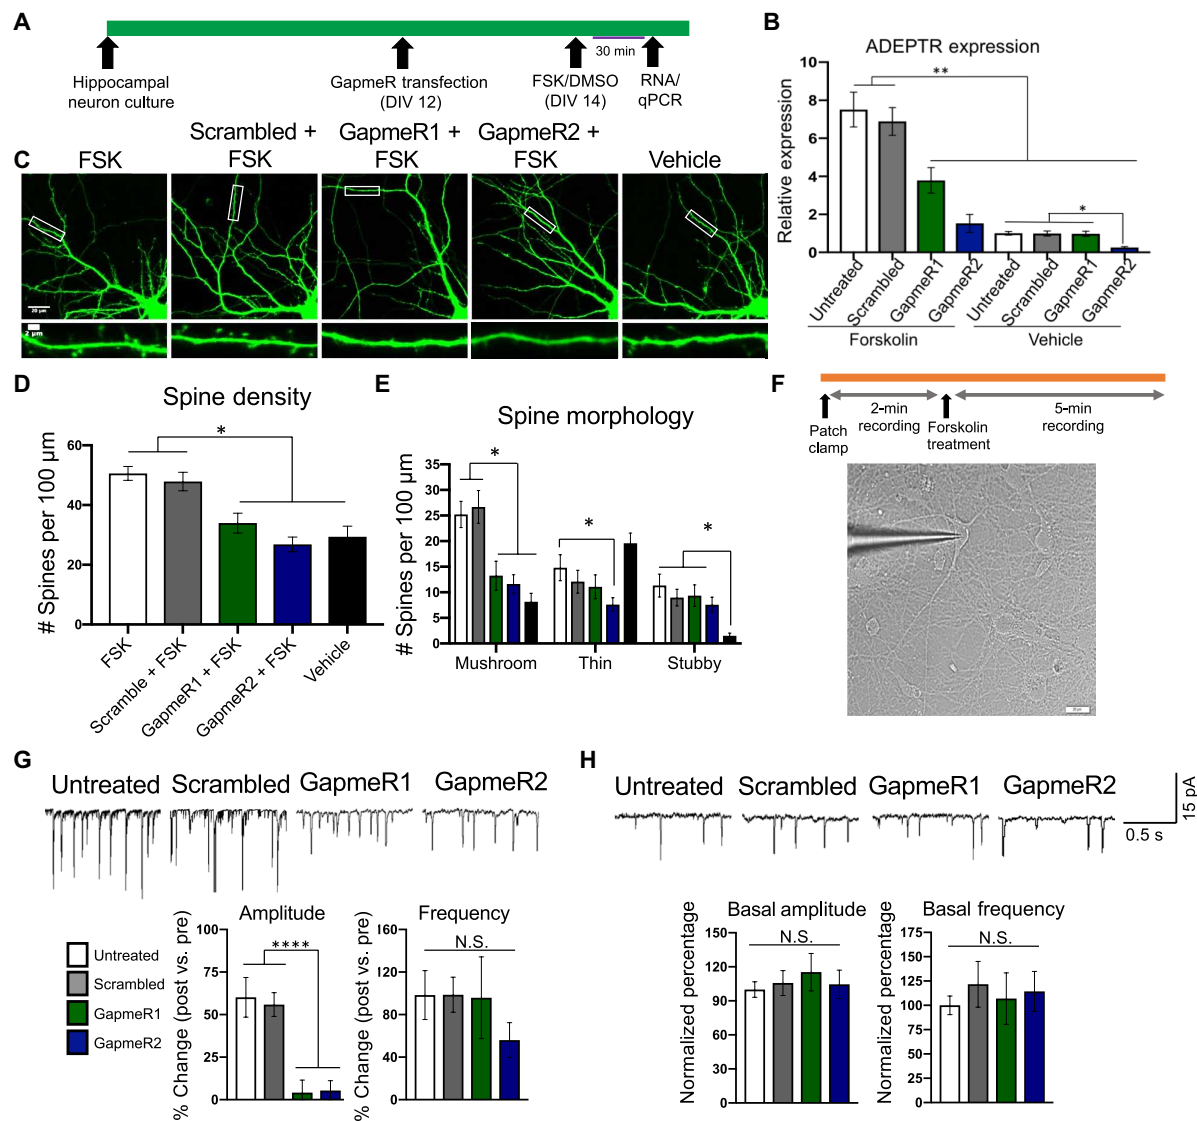 A
30 min
Hippocampal
neuron culture
GapmeR transfection
(DIV 12)
FSK/DMSO
(DIV 14)
RNA/
qPCR
B
ADEPTR expression
Relative expression
10
8
6
4
2
0
**
*
Untreated
Scrambled
GapmeR1
GapmeR2
Untreated
Scrambled
GapmeR1
GapmeR2
Forskolin
Vehicle
C
FSK
Scrambled +
FSK
GapmeR1 +
FSK
GapmeR2 +
FSK
Vehicle
20 μm
2 μm
D
Spine density
# Spines per 100 μm
60
40
20
0
*
FSK
Scramble + FSK
GapmeR1 + FSK
GapmeR2 + FSK
Vehicle
E
Spine morphology
# Spines per 100 μm
35
30
25
20
15
10
5
0
*
*
*
Mushroom
Thin
Stubby
F
2-min
recording
5-min
recording
Patch
clamp
Forskolin
treatment
G
Untreated
Scrambled
GapmeR1
GapmeR2
Untreated
Scrambled
GapmeR1
GapmeR2
Amplitude
% Change (post vs. pre)
100
75
50
25
0
****
Frequency
% Change (post vs. pre)
160
120
80
40
0
N.S.
H
Untreated
Scrambled
GapmeR1
GapmeR2
15 pA
0.5 s
Basal amplitude
Normalized percentage
150
120
90
60
30
0
N.S.
Basal frequency
Normalized percentage
175
150
125
100
75
50
25
0
N.S.